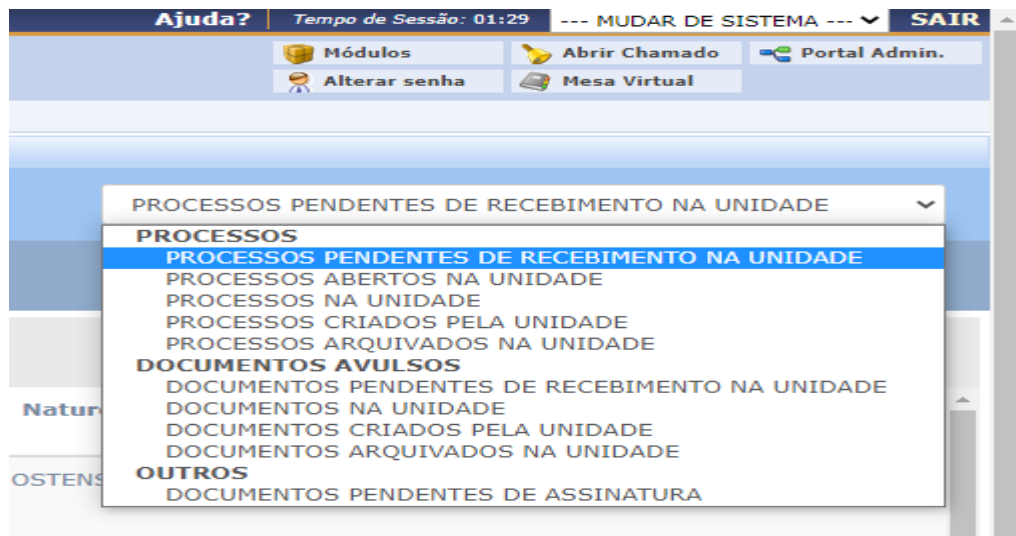 Ajuda? Tempo de Sessão: 01:29 --- MUDAR DE SISTEMA --- SAIR
Módulos Abrir Chamado Portal Admin.
Alterar senha Mesa Virtual
PROCESSOS PENDENTES DE RECEBIMENTO NA UNIDADE
PROCESSOS
PROCESSOS PENDENTES DE RECEBIMENTO NA UNIDADE
PROCESSOS ABERTOS NA UNIDADE
PROCESSOS NA UNIDADE
PROCESSOS CRIADOS PELA UNIDADE
PROCESSOS ARQUIVADOS NA UNIDADE
DOCUMENTOS AVULSOS
DOCUMENTOS PENDENTES DE RECEBIMENTO NA UNIDADE
Natur DOCUMENTOS NA UNIDADE
DOCUMENTOS CRIADOS PELA UNIDADE
DOCUMENTOS ARQUIVADOS NA UNIDADE
OSTENS OUTROS
DOCUMENTOS PENDENTES DE ASSINATURA